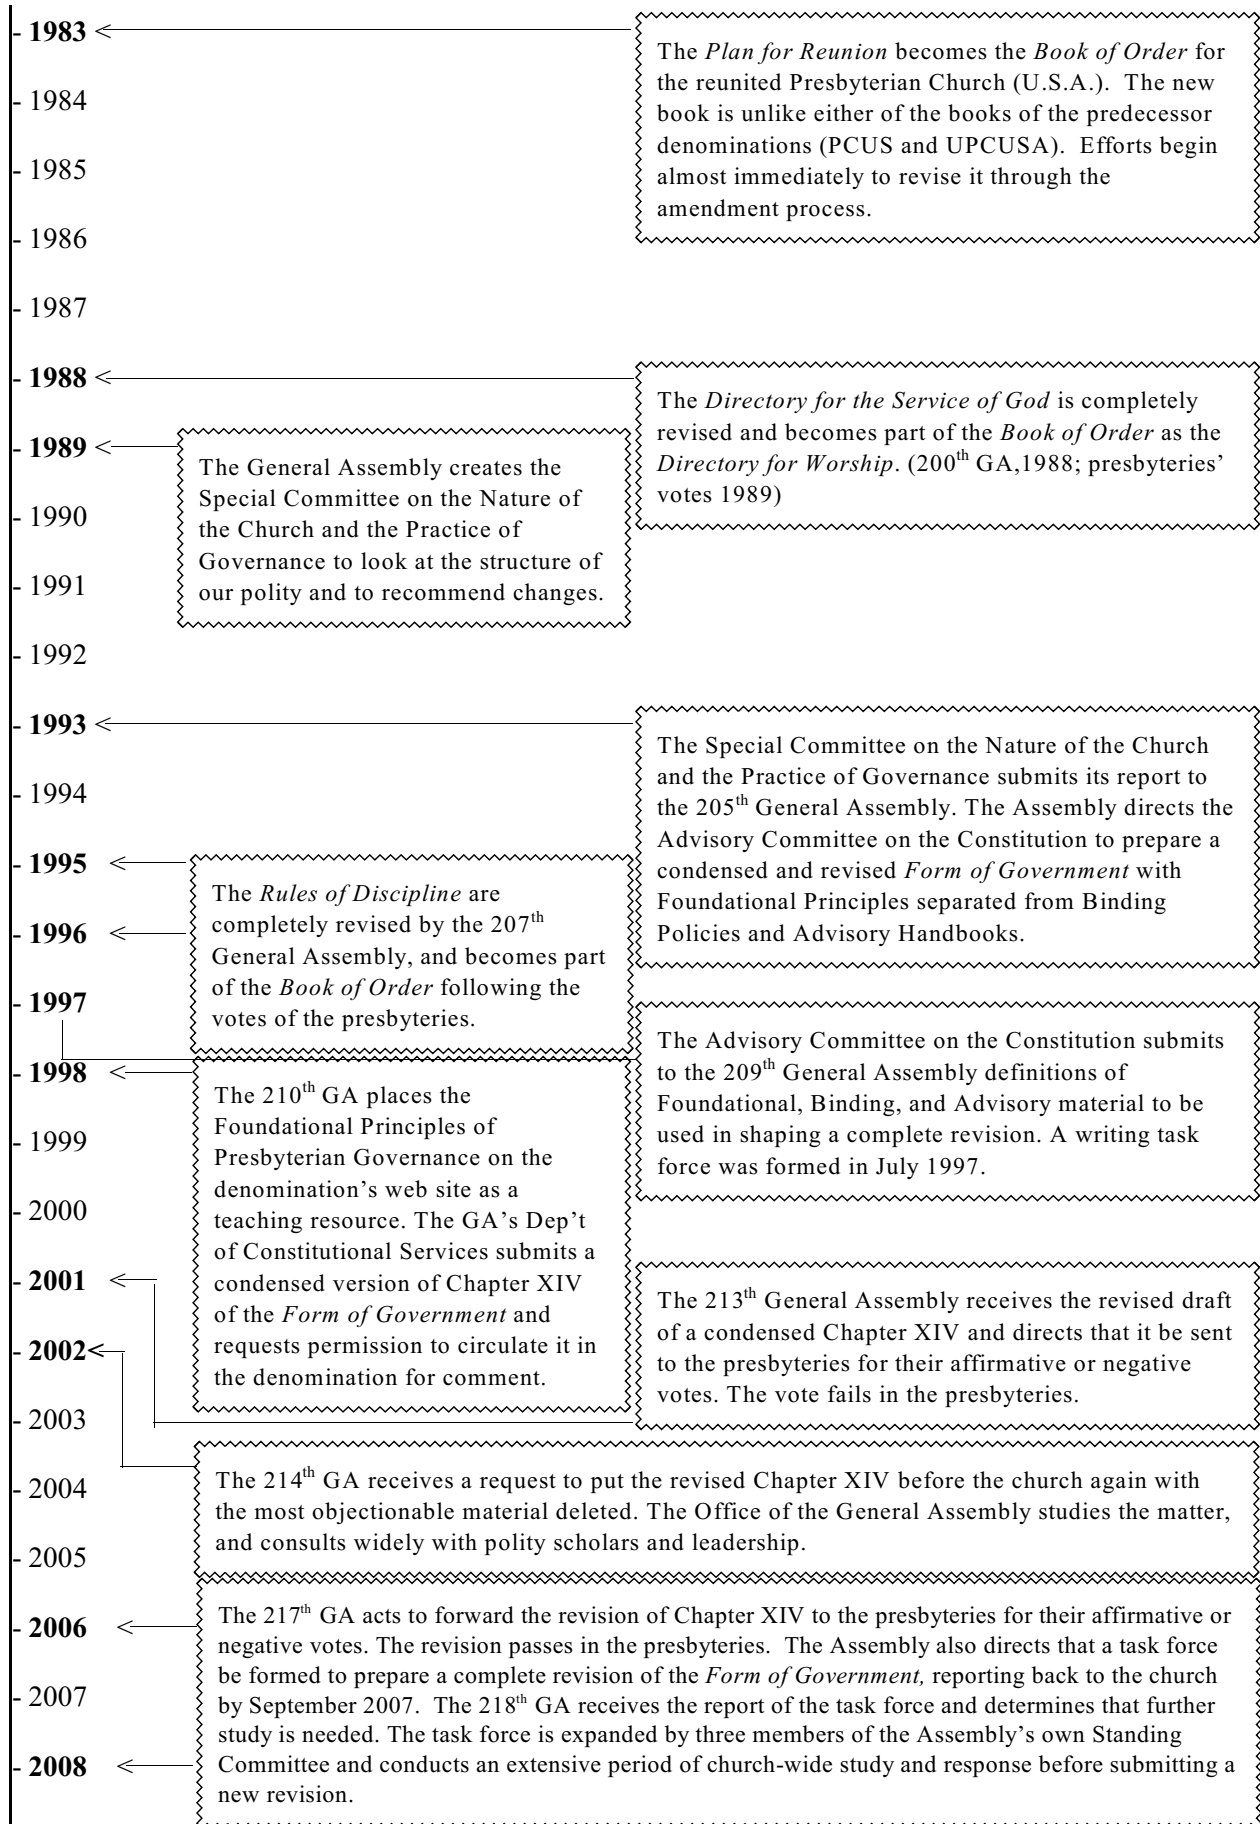 - 1983
The Plan for Reunion becomes the Book of Order for
the reunited Presbyterian Church (U.S.A.). The new
book is unlike either of the books of the predecessor
denominations (PCUS and UPCUSA). Efforts begin
almost immediately to revise it through the
amendment process.
- 1984
- 1985
- 1986
- 1987
- 1988
The Directory for the Service of God is completely
revised and becomes part of the Book of Order as the
Directory for Worship. (200th GA,1988; presbyteries’
votes 1989)
- 1989
The General Assembly creates the
Special Committee on the Nature of
the Church and the Practice of
Governance to look at the structure of
our polity and to recommend changes.
- 1990
- 1991
- 1992
- 1993
The Special Committee on the Nature of the Church
and the Practice of Governance submits its report to
the 205th General Assembly. The Assembly directs the
Advisory Committee on the Constitution to prepare a
condensed and revised Form of Government with
Foundational Principles separated from Binding
Policies and Advisory Handbooks.
- 1994
- 1995
- 1996
The Rules of Discipline are
completely revised by the 207th
General Assembly, and becomes part
of the Book of Order following the
votes of the presbyteries.
- 1997
The Advisory Committee on the Constitution submits
to the 209th General Assembly definitions of
Foundational, Binding, and Advisory material to be
used in shaping a complete revision. A writing task
force was formed in July 1997.
- 1998
The 210th GA places the
Foundational Principles of
Presbyterian Governance on the
denomination’s web site as a
teaching resource. The GA’s Dep’t
of Constitutional Services submits a
condensed version of Chapter XIV
of the Form of Government and
requests permission to circulate it in
the denomination for comment.
- 1999
- 2000
- 2001
The 213th General Assembly receives the revised draft
of a condensed Chapter XIV and directs that it be sent
to the presbyteries for their affirmative or negative
votes. The vote fails in the presbyteries.
- 2002
- 2003
- 2004
The 214th GA receives a request to put the revised Chapter XIV before the church again with
the most objectionable material deleted. The Office of the General Assembly studies the matter,
and consults widely with polity scholars and leadership.
- 2005
- 2006
The 217th GA acts to forward the revision of Chapter XIV to the presbyteries for their affirmative or
negative votes. The revision passes in the presbyteries. The Assembly also directs that a task force
be formed to prepare a complete revision of the Form of Government, reporting back to the church
by September 2007. The 218th GA receives the report of the task force and determines that further
study is needed. The task force is expanded by three members of the Assembly’s own Standing
Committee and conducts an extensive period of church-wide study and response before submitting a
new revision.
- 2007
- 2008